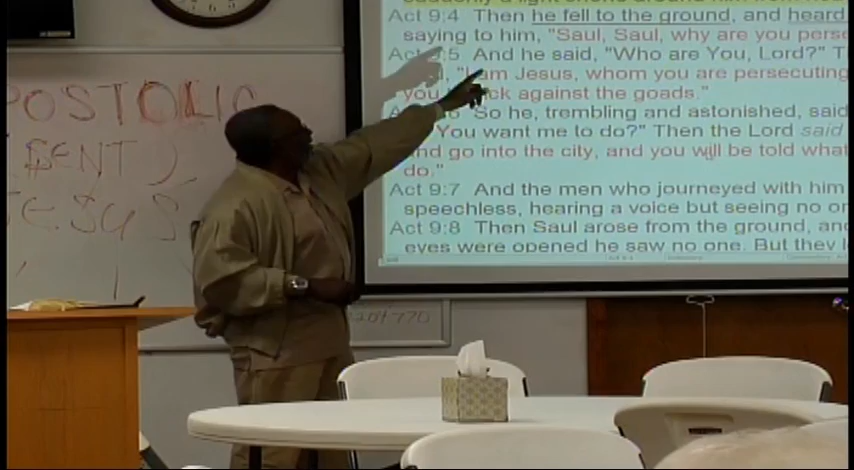 Act 9:4 Then he fell to the ground, and heard
saying to him, "Saul, Saul, why are you
Act 9:5 And he said, "Who are You, Lord?"
"I am Jesus, whom you are persecuting
against the goads."
So he, trembling and astonished, said
You want me to do?" Then the Lord said
and go into the city, and you will be told what
do."
Act 9:7 And the men who journeyed with him
speechless, hearing a voice but seeing no
Act 9:8 Then Saul arose from the ground, and
eyes were opened he saw no one. But they
POSTOLIC
SENT)
Jesus